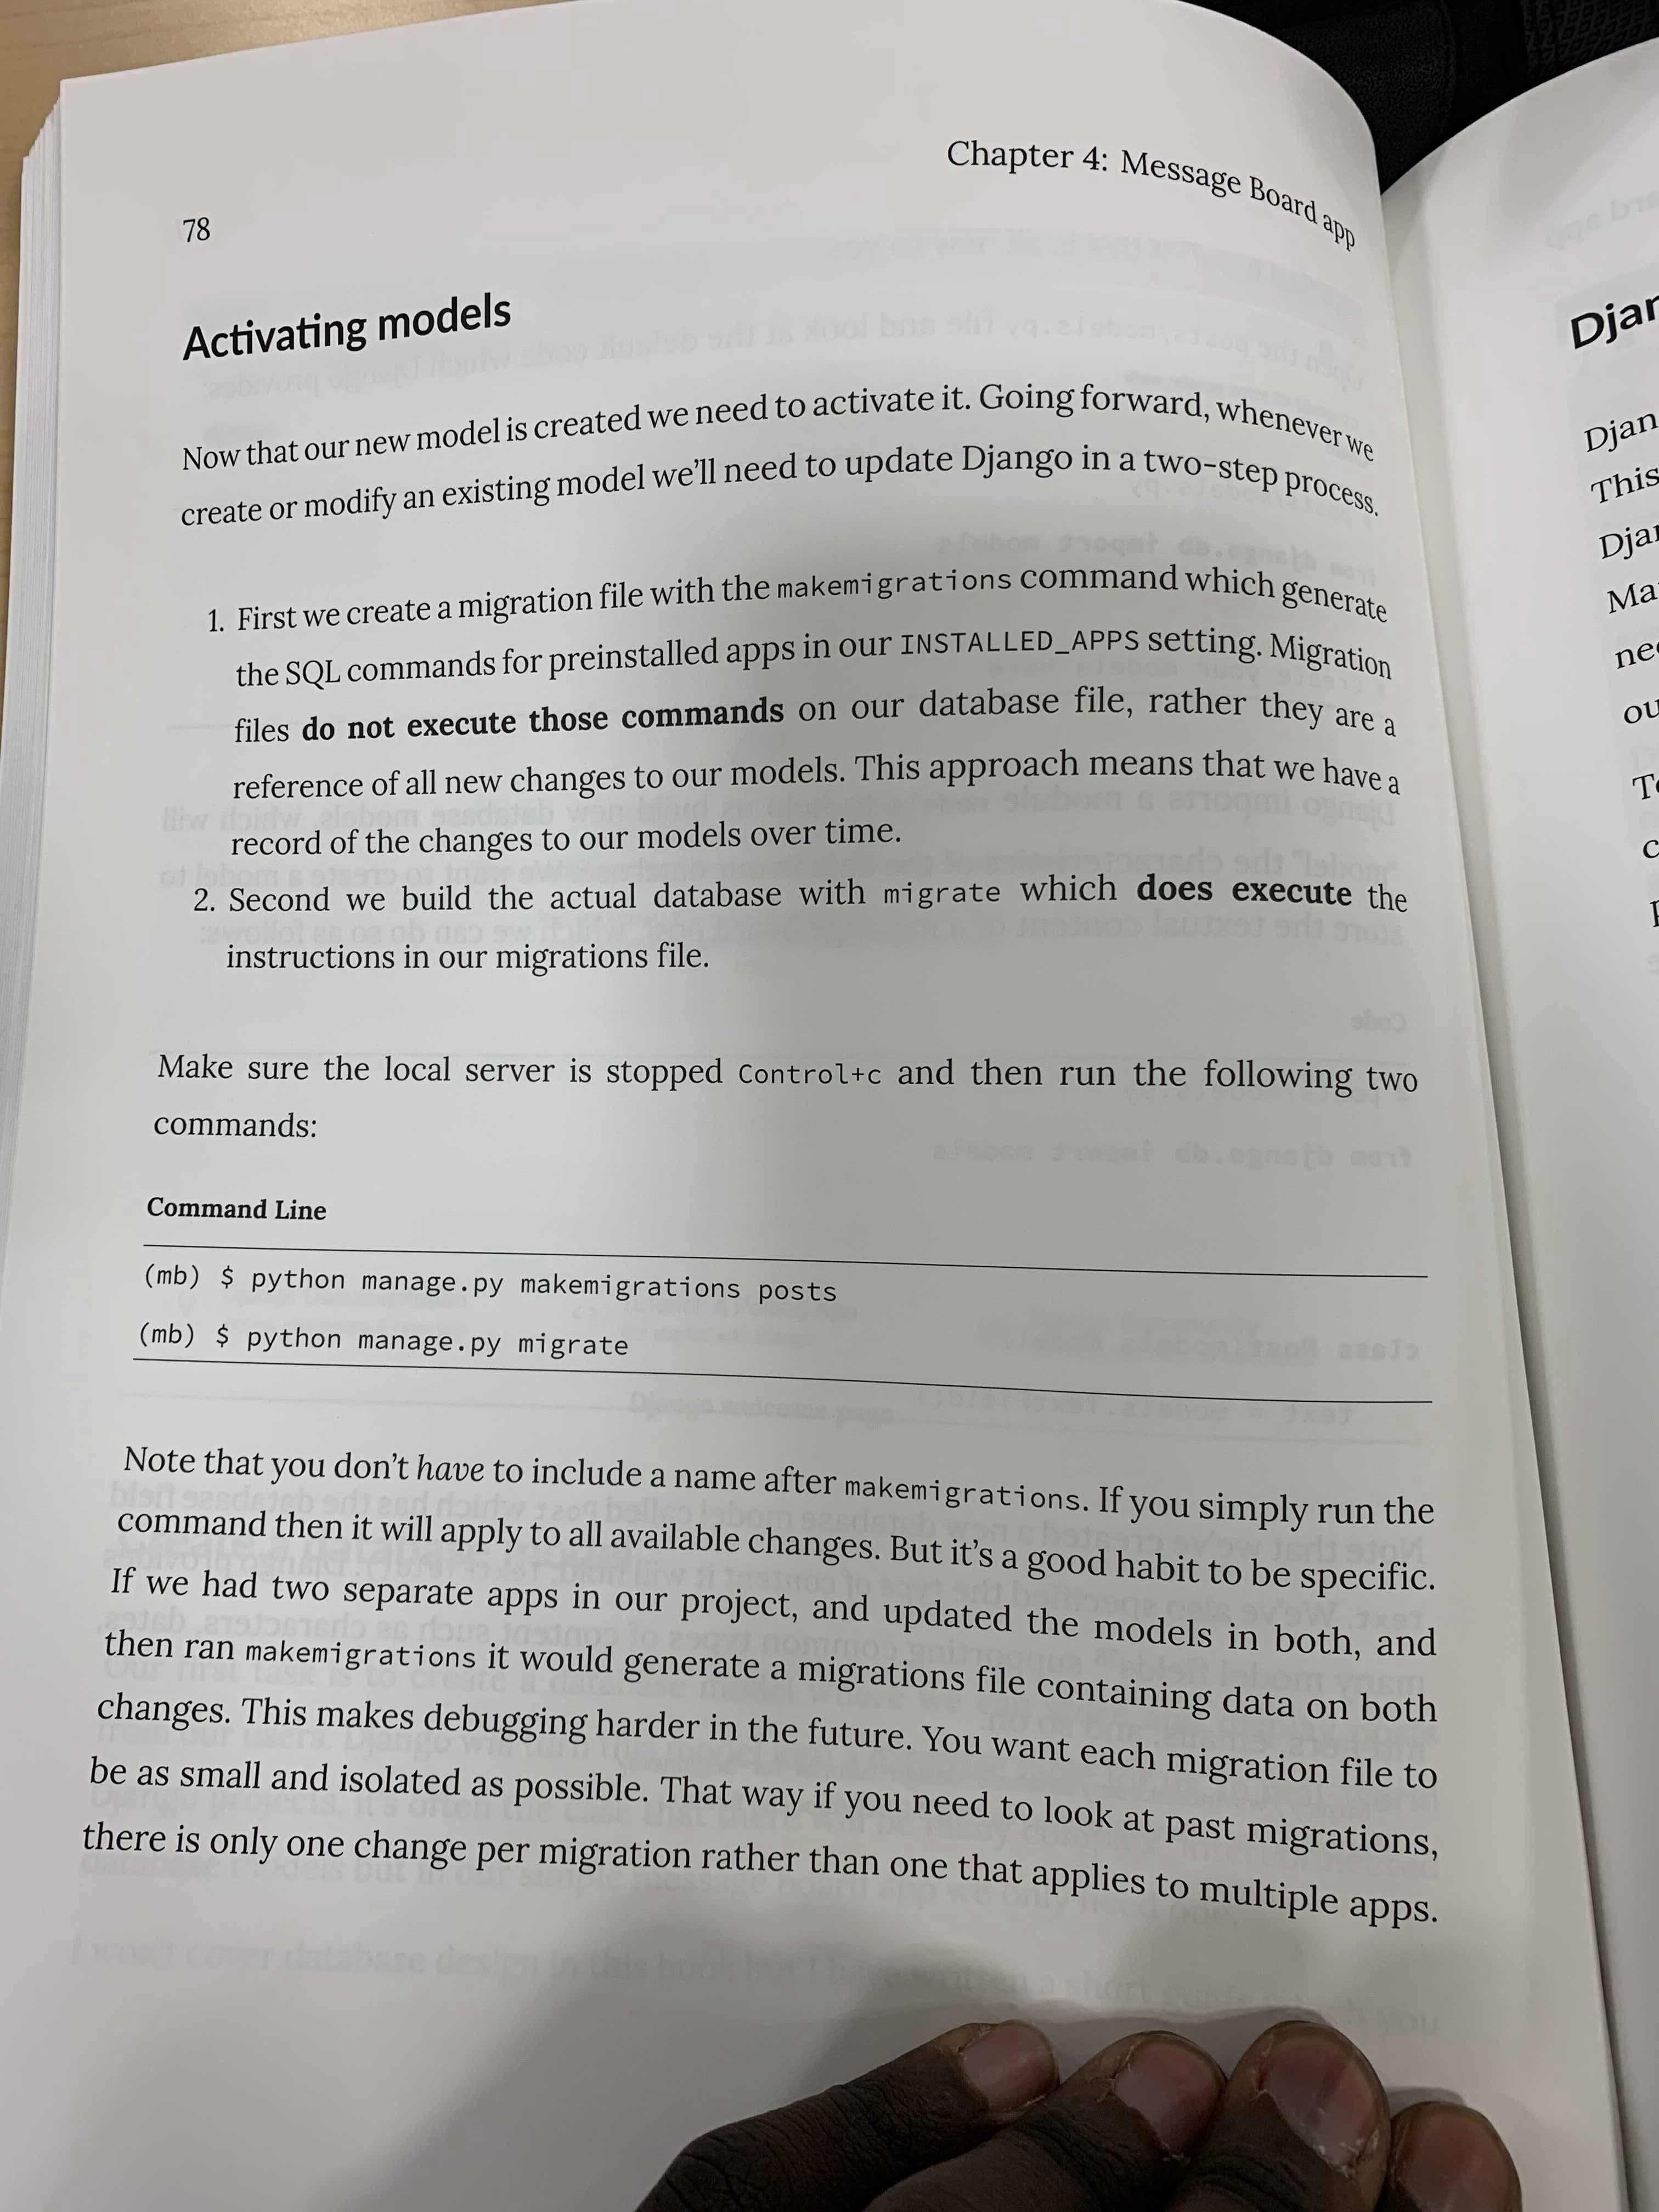 Chapter 4: Message Board app
78
Activating models
Now that our new model is created we need to activate it. Going forward, whenever we
create or modify an existing model we'll need to update Django in a two-step process.
1. First we create a migration file with the makemigrations command which generate
the SQL commands for preinstalled apps in our INSTALLED_APPS setting. Migration
files do not execute those commands on our database file, rather they are a
reference of all new changes to our models. This approach means that we have a
record of the changes to our models over time.
2. Second we build the actual database with migrate which does execute the
instructions in our migrations file.
Make sure the local server is stopped Control+c and then run the following two
commands:
Command Line
(mb) $ python manage.py makemigrations posts
(mb) $ python manage.py migrate
Note that you don't have to include a name after makemigrations. If you simply run the
command then it will apply to all available changes. But it's a good habit to be specific.
If we had two separate apps in our project, and updated the models in both, and
then ran makemigrations it would generate a migrations file containing data on both
changes. This makes debugging harder in the future. You want each migration file to
be as small and isolated as possible. That way if you need to look at past migrations,
there is only one change per migration rather than one that applies to multiple apps.
This